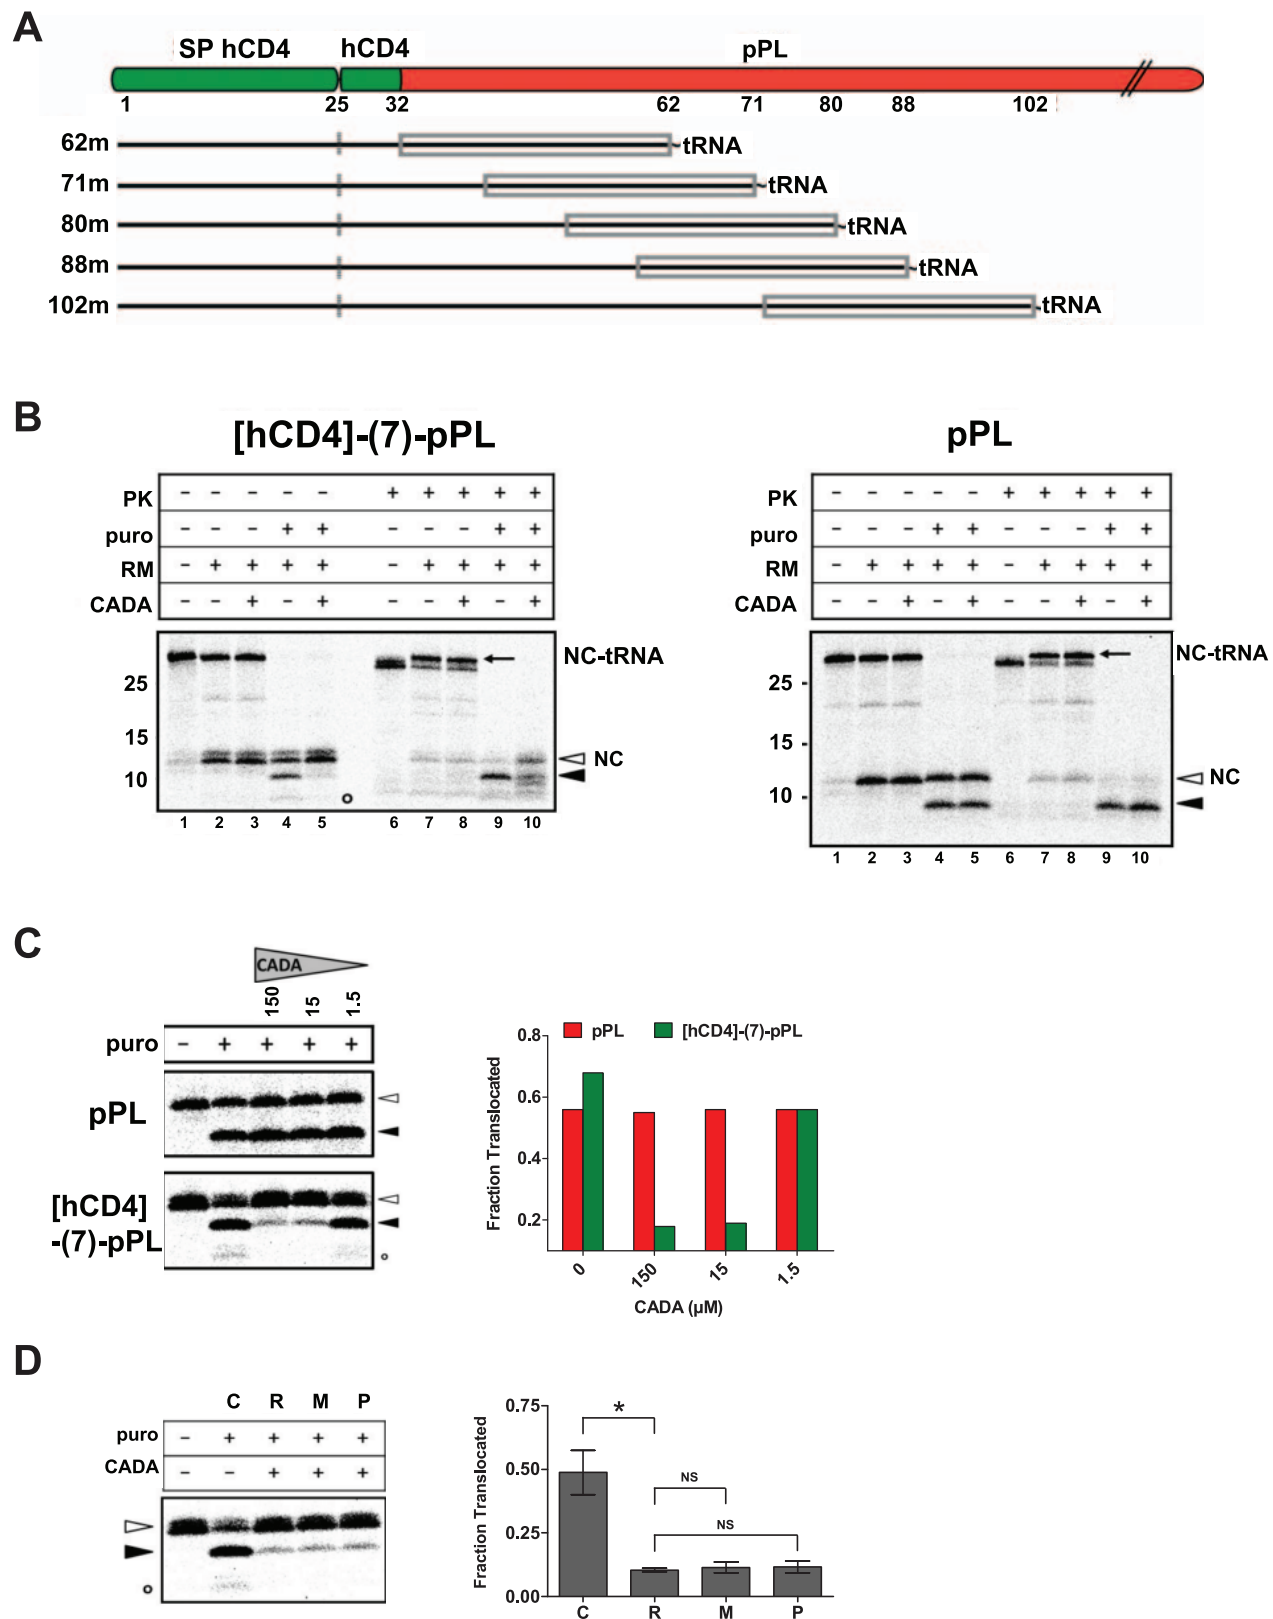 A
SP hCD4 hCD4 pPL
1 25 32 62 71 80 88 102
62m tRNA
71m tRNA
80m tRNA
88m tRNA
102m tRNA
B
[hCD4]-(7)-pPL
PK - - - - - + + + + +
puro - - - + + - - - + +
RM - + + + + - + + + +
CADA - - + - + - - + - +
NC-tRNA
25
15
10
NC
1 2 3 4 5 6 7 8 9 10
pPL
PK - - - - - + + + + +
puro - - - + + - - - + +
RM - + + + + - + + + +
CADA - - + - + - - + - +
NC-tRNA
25 -
15 -
10 -
NC
1 2 3 4 5 6 7 8 9 10
C
CADA
150 15 1.5
puro - + + + +
pPL
[hCD4]
-(7)-pPL
pPL [hCD4]-(7)-pPL
Fraction Translocated
0.8
0.6
0.4
0.2
0 150 15 1.5
CADA (µM)
D
C R M P
puro - + + + +
CADA - - + + +
Fraction Translocated
0.75
0.50
0.25
0.00
*
NS
NS
C R M P